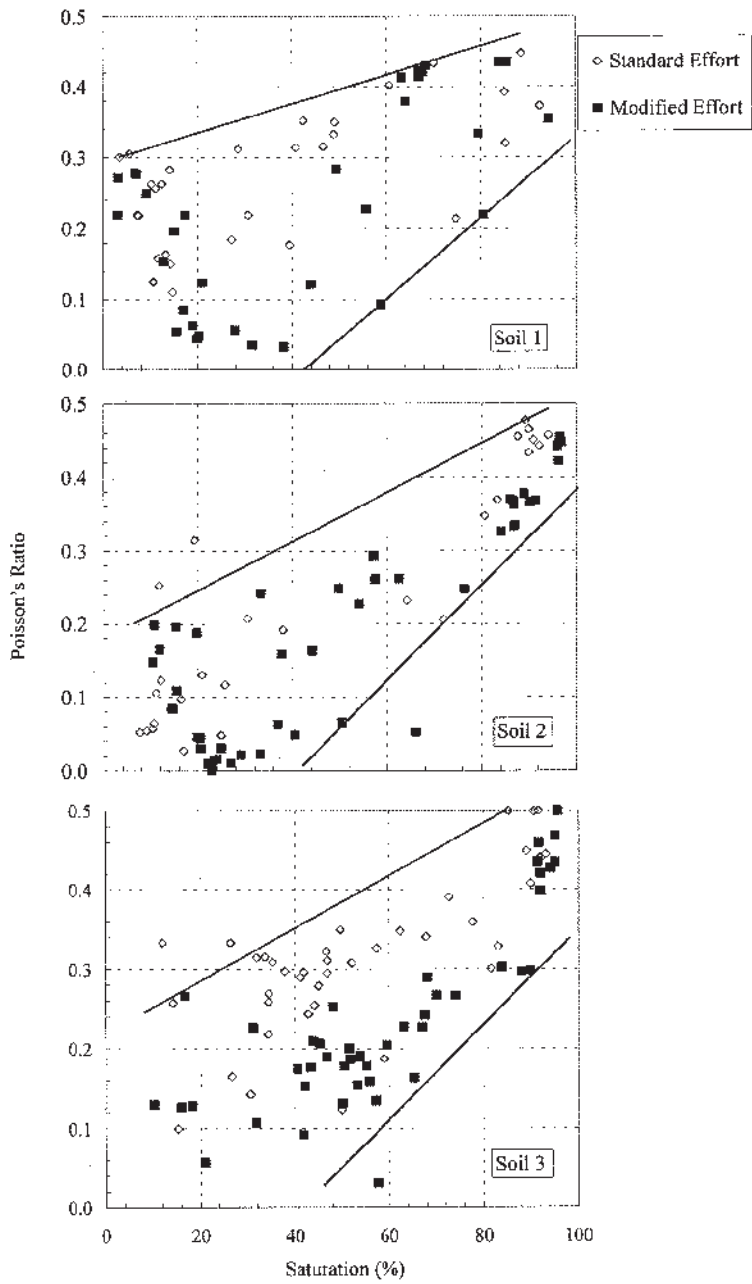 0.5
0.4
0.3
0.2
0.1
0.0
Soil 1
◇ Standard Effort
■ Modified Effort
0.5
0.4
0.3
0.2
0.1
0.0
Soil 2
Poisson's Ratio
0.5
0.4
0.3
0.2
0.1
0.0
Soil 3
0 20 40 60 80 100
Saturation (%)